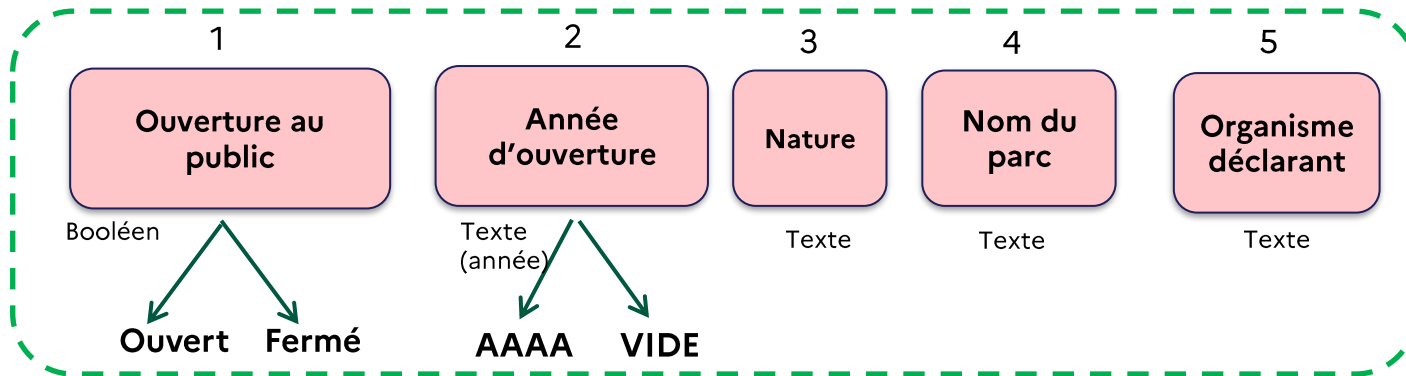 1
2
3
4
5
Ouverture au
public
Année
d'ouverture
Nature
Nom du
parc
Organisme
déclarant
Booléen
Texte
(année)
Texte
Texte
Texte
Ouvert
Fermé
AAAA
VIDE